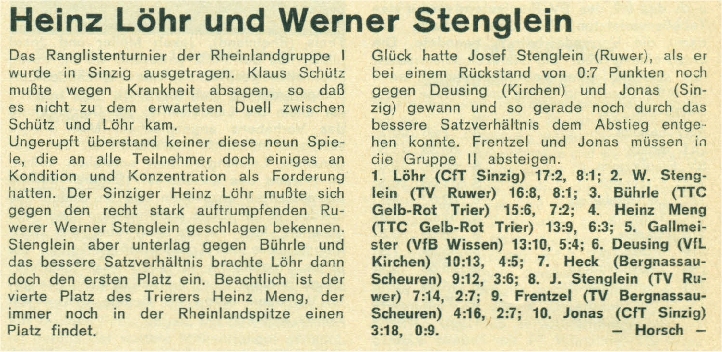 Heinz Löhr und Werner Stenglein
Das Ranglistenturnier der Rheinlandgruppe I
wurde in Sinzig ausgetragen. Klaus Schütz
mußte wegen Krankheit absagen, so daß
es nicht zu dem erwarteten Duell zwischen
Schütz und Löhr kam.
Ungerupft überstand keiner diese neun Spie-
le, die an alle Teilnehmer doch einiges an
Kondition und Konzentration als Forderung
hatten. Der Sinziger Heinz Löhr mußte sich
gegen den recht stark auftrumpfenden Ru-
werer Werner Stenglein geschlagen bekennen.
Stenglein aber unterlag gegen Bührle und
das bessere Satzverhältnis brachte Löhr dann
doch den ersten Platz ein. Beachtlich ist der
vierte Platz des Trierers Heinz Meng, der
immer noch in der Rheinlandspitze einen
Platz findet.
Glück hatte Josef Stenglein (Ruwer), als er
bei einem Rückstand von 0:7 Punkten noch
gegen Deusing (Kirchen) und Jonas (Sin-
zig) gewann und so gerade noch durch das
bessere Satzverhältnis dem Abstieg entge-
hen konnte. Frentzel und Jonas müssen in
die Gruppe II absteigen.
1. Löhr (CfT Sinzig) 17:2, 8:1; 2. W. Steng-
lein (TV Ruwer) 16:8, 8:1; 3. Bührle (TTC
Gelb-Rot Trier) 15:6, 7:2; 4. Heinz Meng
(TTC Gelb-Rot Trier) 13:9, 6:3; 5. Gallmei-
ster (VfB Wissen) 13:10, 5:4; 6. Deusing (VfL
Kirchen) 10:13, 4:5; 7. Heck (Bergnassau-
Scheuren) 9:12, 3:6; 8. J. Stenglein (TV Ru-
wer) 7:14, 2:7; 9. Frentzel (TV Bergnassau-
Scheuren) 4:16, 2:7; 10. Jonas (CfT Sinzig)
3:18, 0:9. — Horsch —